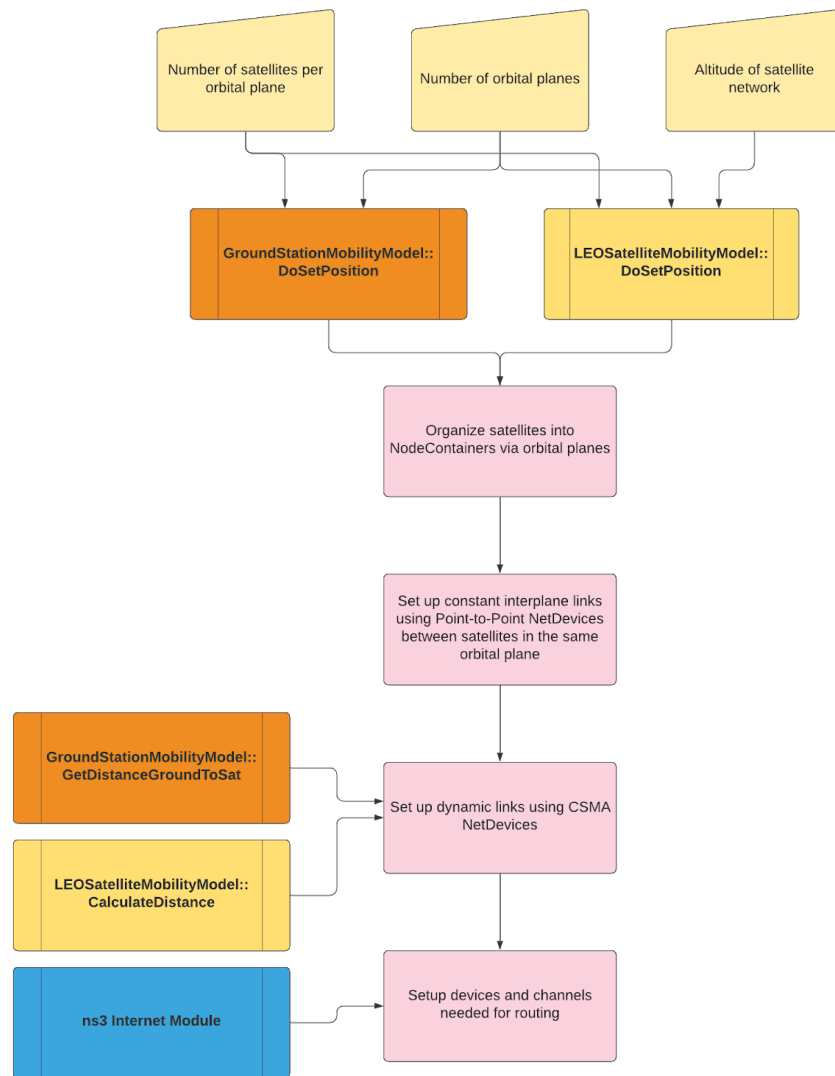 Number of satellites per
orbital plane
Number of orbital planes
Altitude of satellite
network
GroundStationMobilityModel::
DoSetPosition
LEOSatelliteMobilityModel::
DoSetPosition
Organize satellites into
NodeContainers via orbital planes
Set up constant interplane links
using Point-to-Point NetDevices
between satellites in the same
orbital plane
GroundStationMobilityModel::
GetDistanceGroundToSat
Set up dynamic links using CSMA
NetDevices
LEOSatelliteMobilityModel::
CalculateDistance
ns3 Internet Module
Setup devices and channels
needed for routing